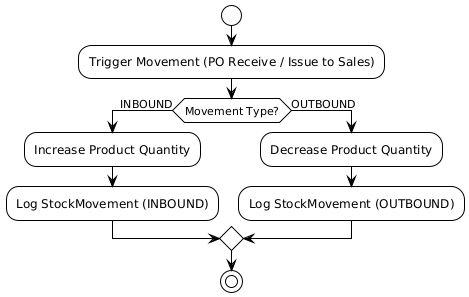 Trigger Movement (PO Receive / Issue to Sales)
INBOUND
Movement Type?
OUTBOUND
Increase Product Quantity
Decrease Product Quantity
Log StockMovement (INBOUND)
Log StockMovement (OUTBOUND)